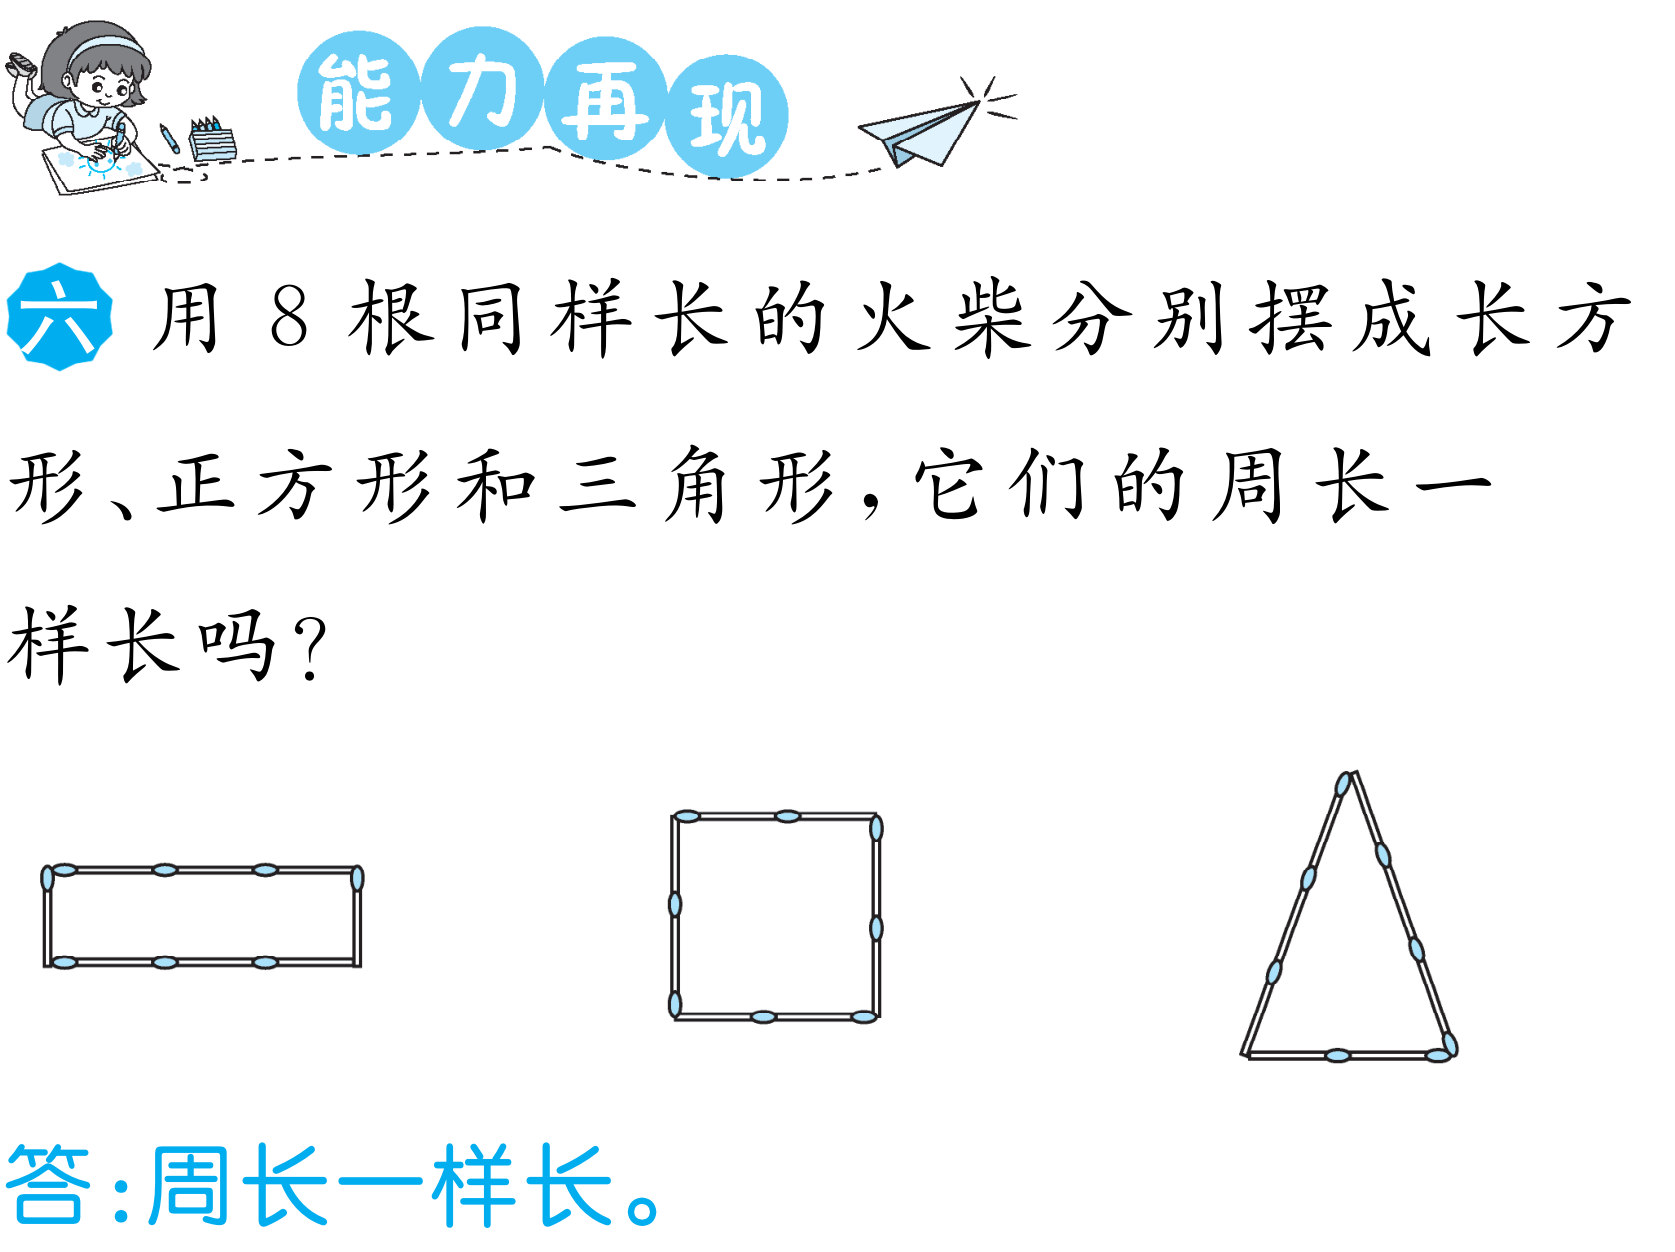 能力再现
六 用 8 根同样长的火柴分别摆成长方
形、正方形和三角形,它们的周长一
样长吗?
答:周长一样长。